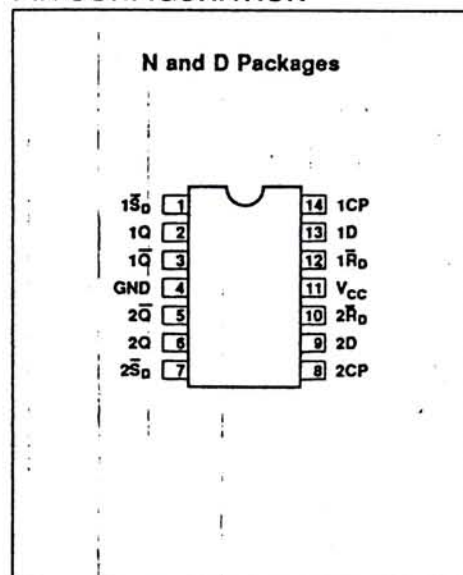 N and D Packages
1S̅D 1 14 1CP
1Q 2 13 1D
1Q̅ 3 12 1R̅D
GND 4 11 VCC
2Q̅ 5 10 2R̅D
2Q 6 9 2D
2S̅D 7 8 2CP